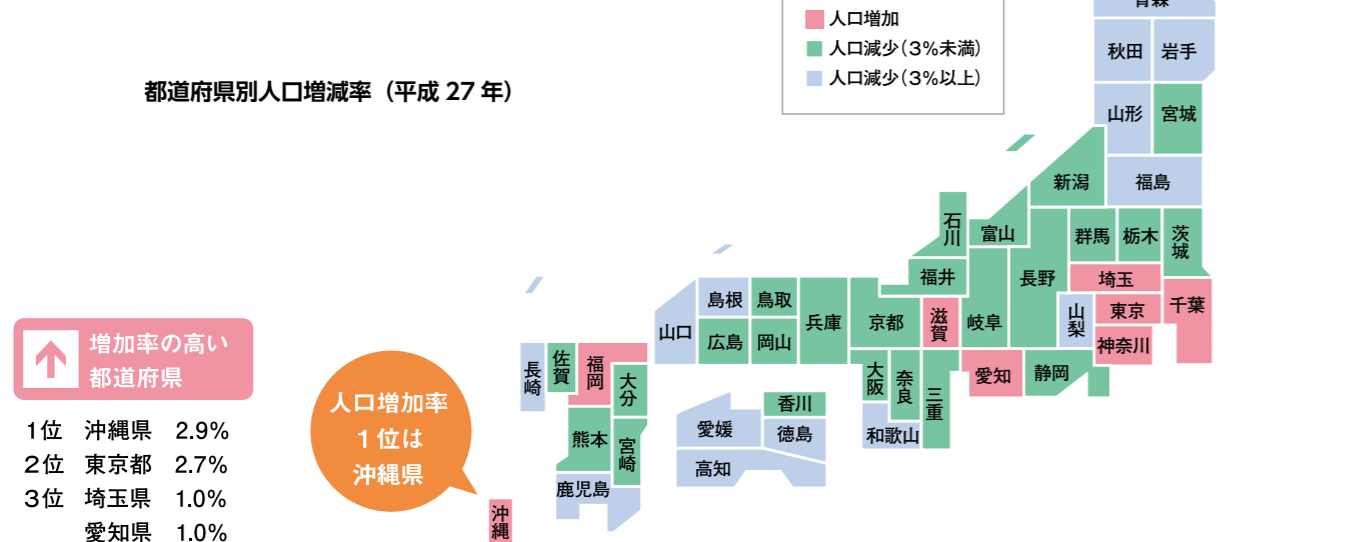 都道府県別人口増減率（平成 27 年）
人口増加
人口減少（3％未満）
人口減少（3％以上）
青森
秋田
岩手
山形
宮城
新潟
福島
石川
富山
群馬
栃木
茨城
福井
長野
埼玉
千葉
島根
鳥取
兵庫
京都
滋賀
岐阜
山梨
東京
山口
広島
岡山
神奈川
長崎
佐賀
福岡
大分
大阪
奈良
三重
愛知
静岡
香川
愛媛
徳島
和歌山
熊本
宮崎
高知
鹿児島
沖縄
増加率の高い
都道府県
1位 沖縄県 2.9%
2位 東京都 2.7%
3位 埼玉県 1.0%
愛知県 1.0%
人口増加率
1位は
沖縄県